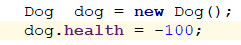 Dog  dog = new Dog();
dog.health = -100;